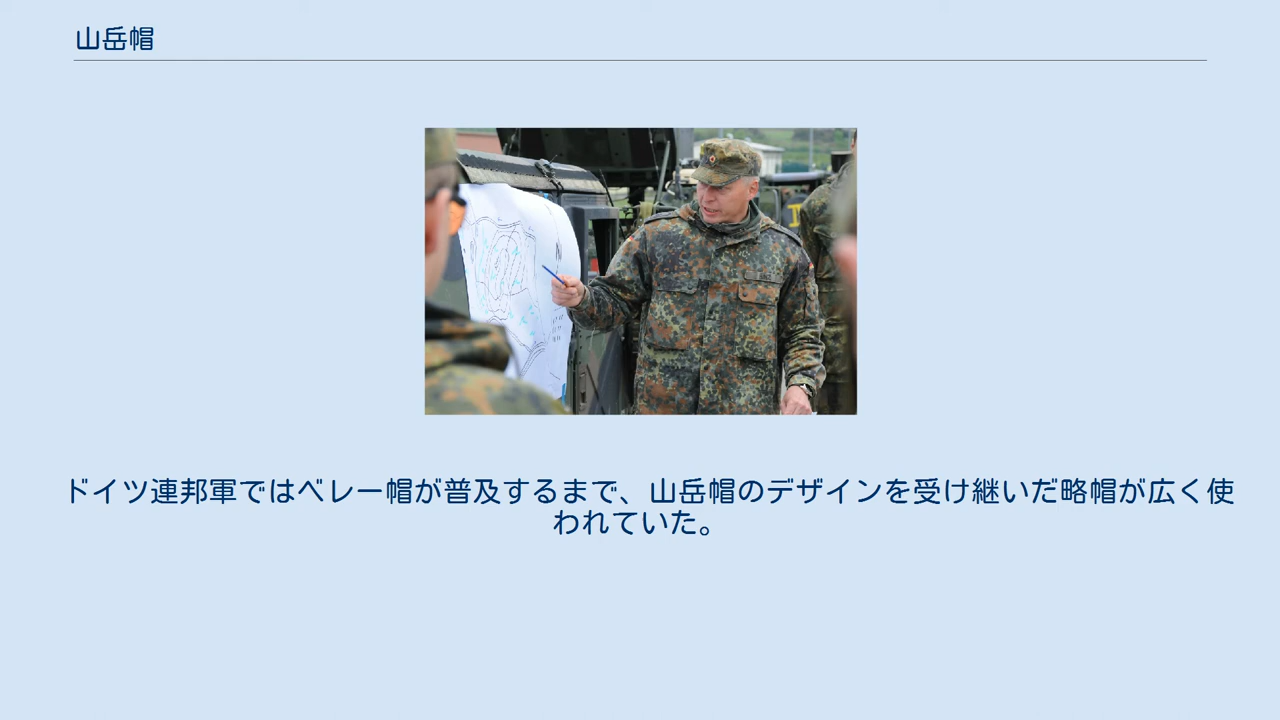 山岳帽
ドイツ連邦軍ではベレー帽が普及するまで、山岳帽のデザインを受け継いだ略帽が広く使
われていた。